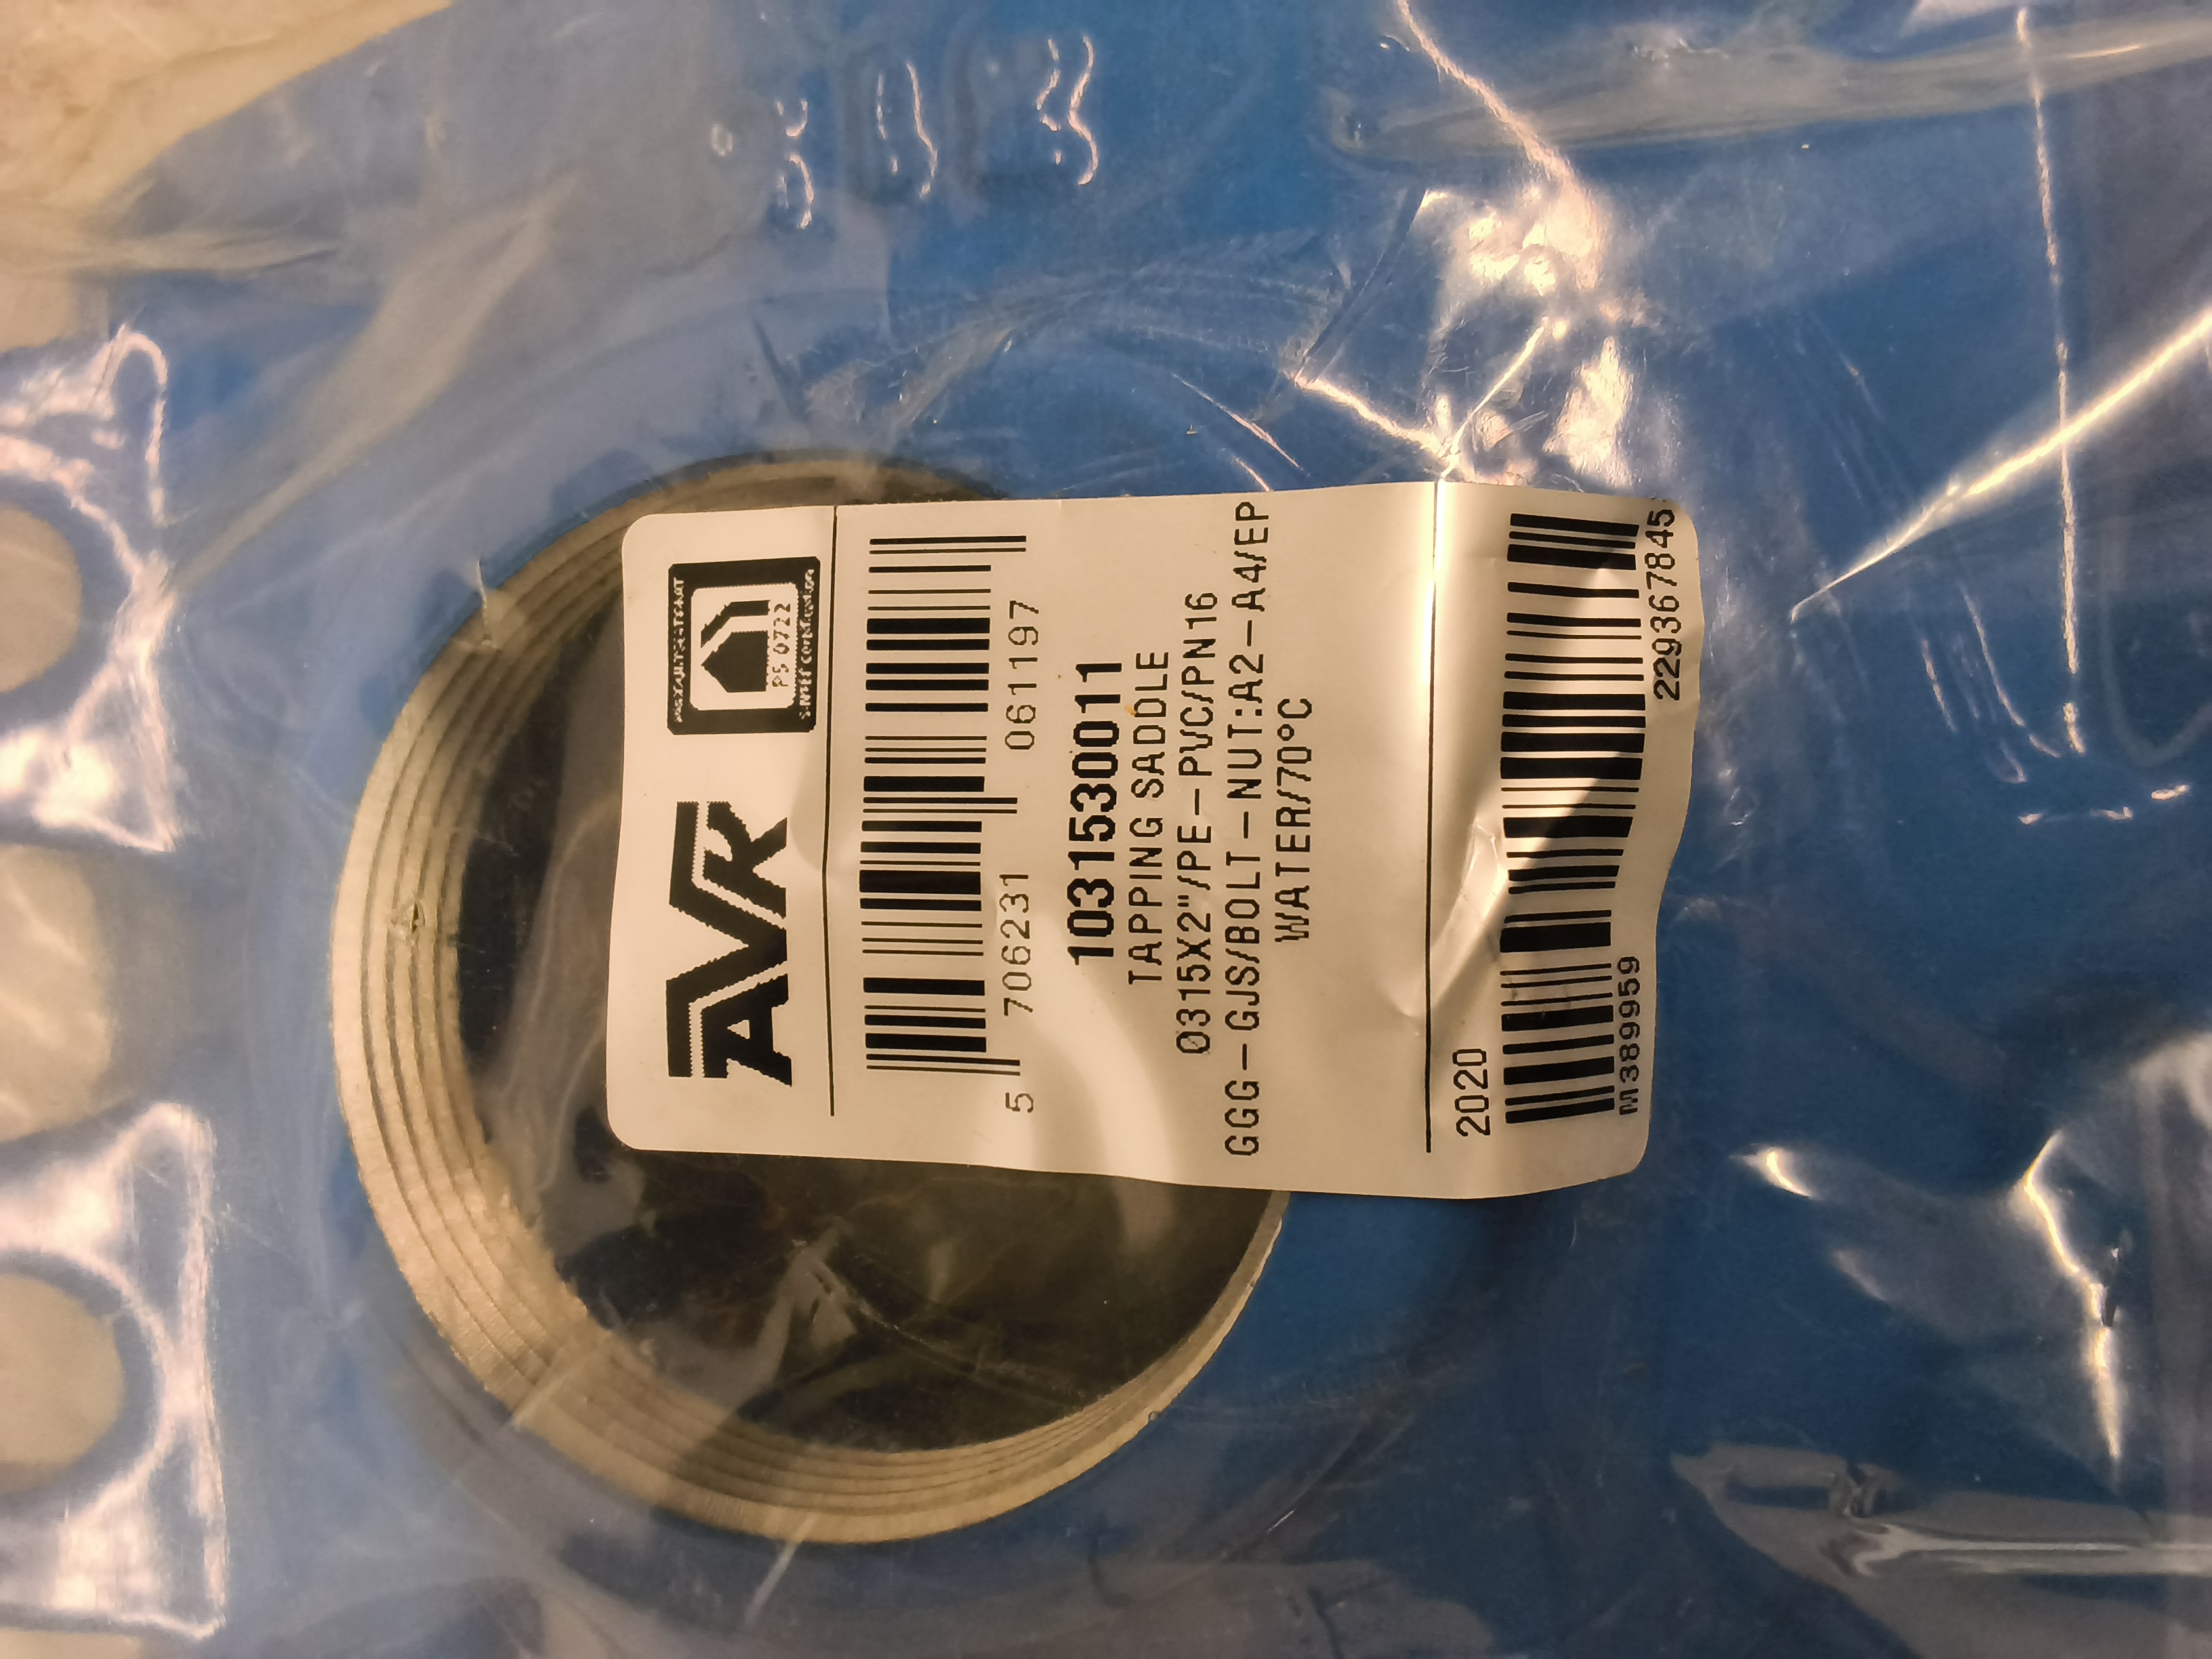 AVK
PS 0722
5 706231 061197
1031530011
TAPPING SADDLE
Ø315X2"/PE-PVC/PN16
GGG-GJS/BOLT-NUT:A2-A4/EP
WATER/70°C
2020
M389959
229367845